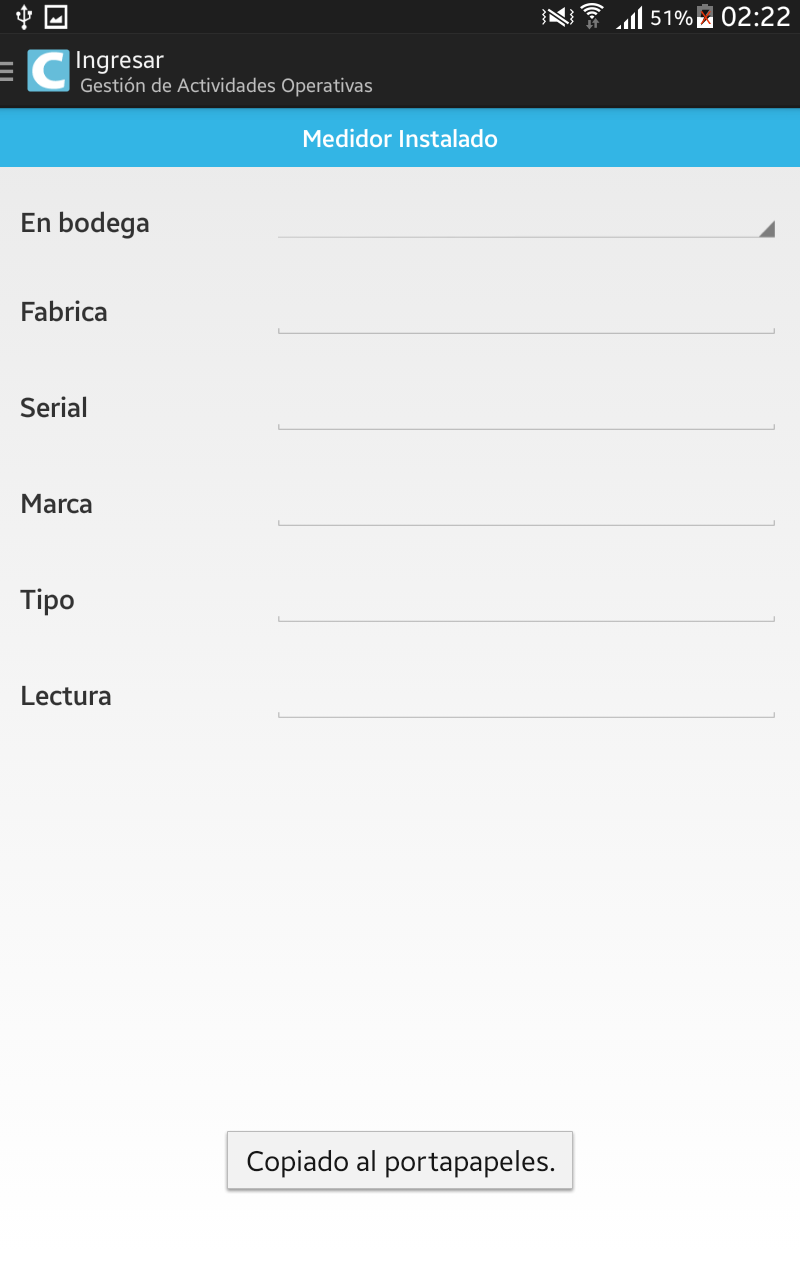 51% 02:22
C Ingresar
Gestión de Actividades Operativas
Medidor Instalado
En bodega
Fabrica
Serial
Marca
Tipo
Lectura
Copiado al portapapeles.